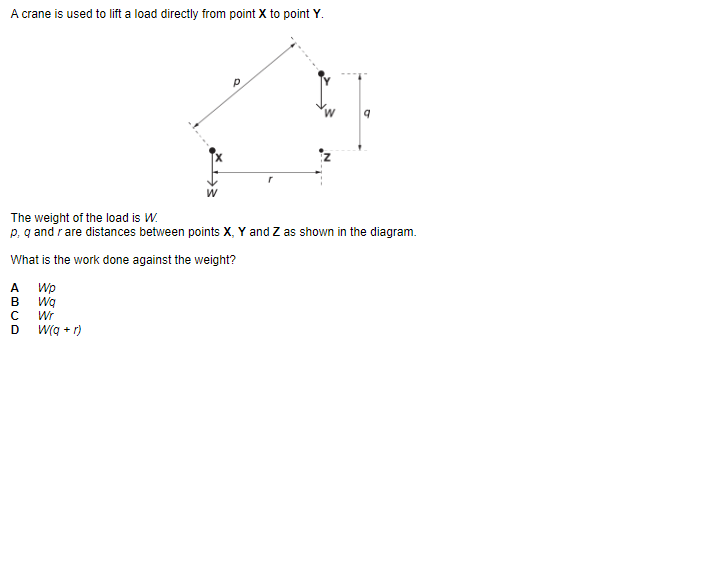 A crane is used to lift a load directly from point X to point Y.
p
Y
W
q
X
Z
r
W
The weight of the load is W.
p, q and r are distances between points X, Y and Z as shown in the diagram.
What is the work done against the weight?
A Wp
B Wq
C Wr
D W(q + r)